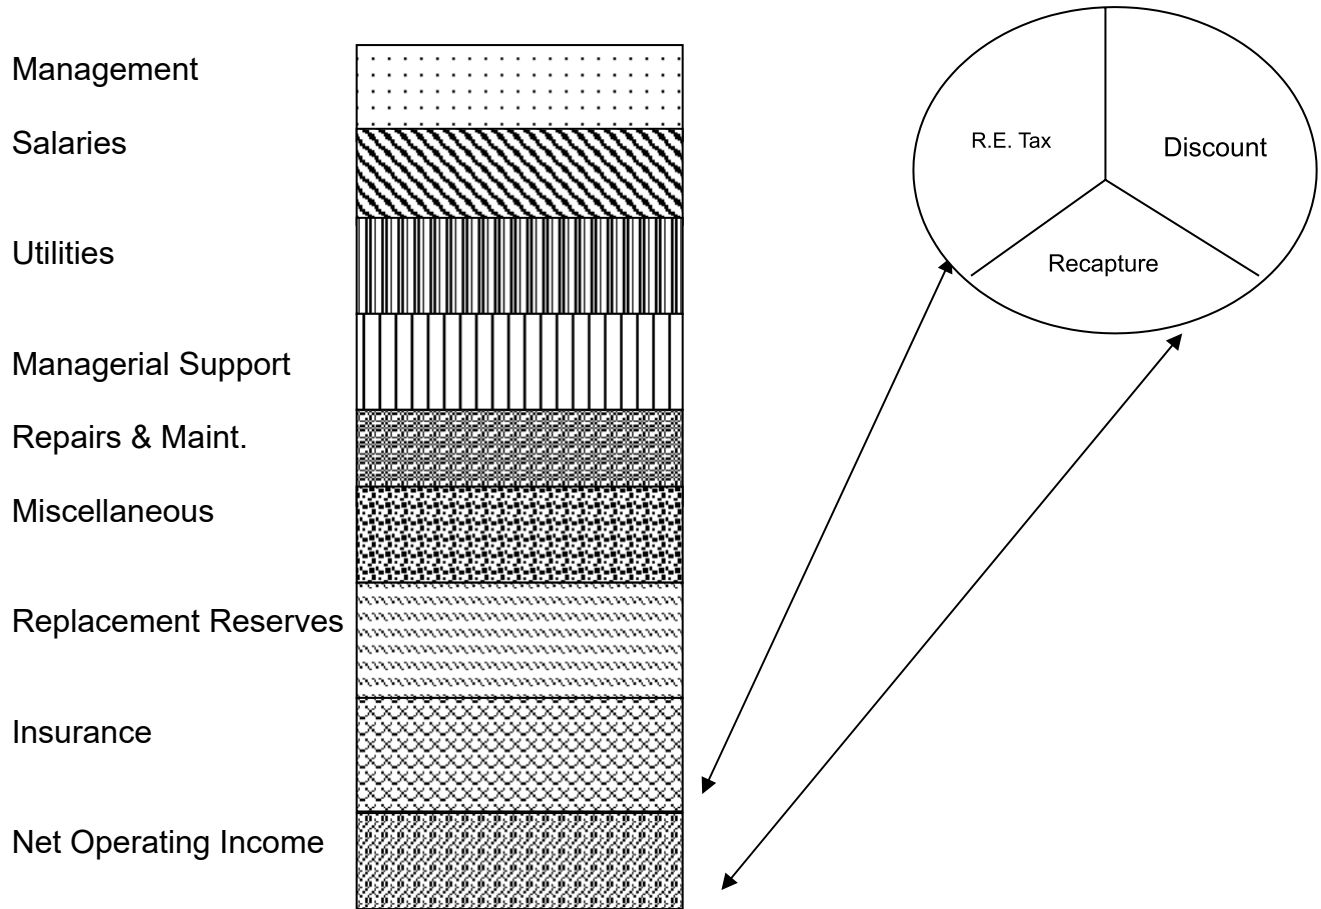 Management
Salaries
Utilities
Managerial Support
Repairs & Maint.
Miscellaneous
Replacement Reserves
Insurance
Net Operating Income
R.E. Tax
Discount
Recapture